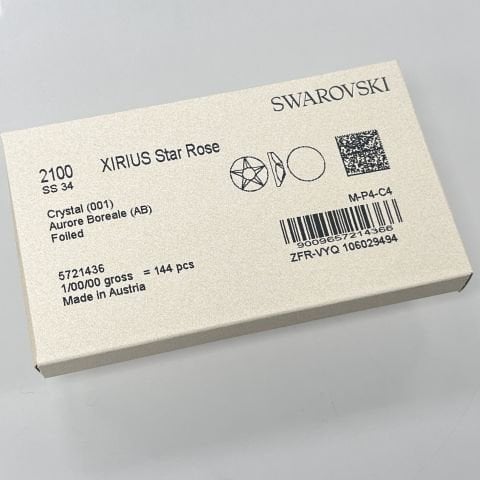 SWAROVSKI
2100 XIRIUS Star Rose
SS 34
Crystal (001)
Aurore Boreale (AB)
Foiled
M-P4-C4
9009657214366
ZFR-VYQ 106029494
5721436
1/00/00 gross = 144 pcs
Made in Austria